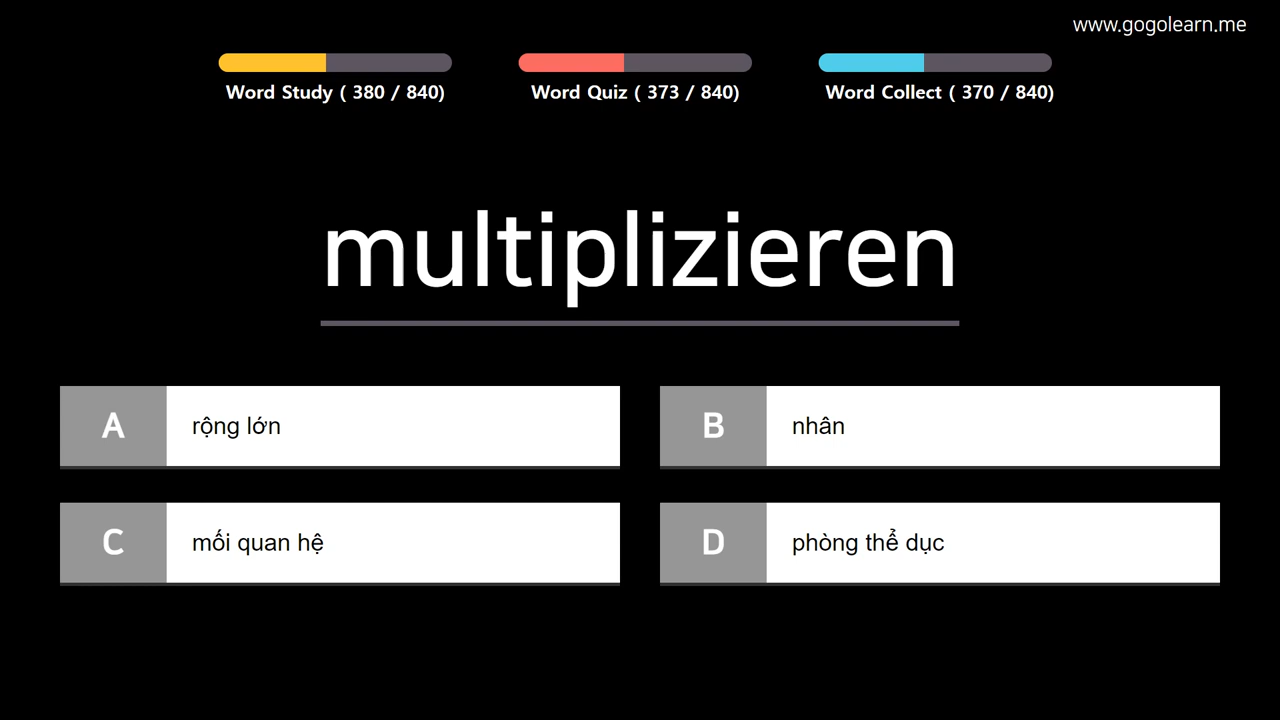 www.gogolearn.me
Word Study ( 380 / 840)
Word Quiz ( 373 / 840)
Word Collect ( 370 / 840)
multiplizieren
A rộng lớn
B nhân
C mối quan hệ
D phòng thể dục